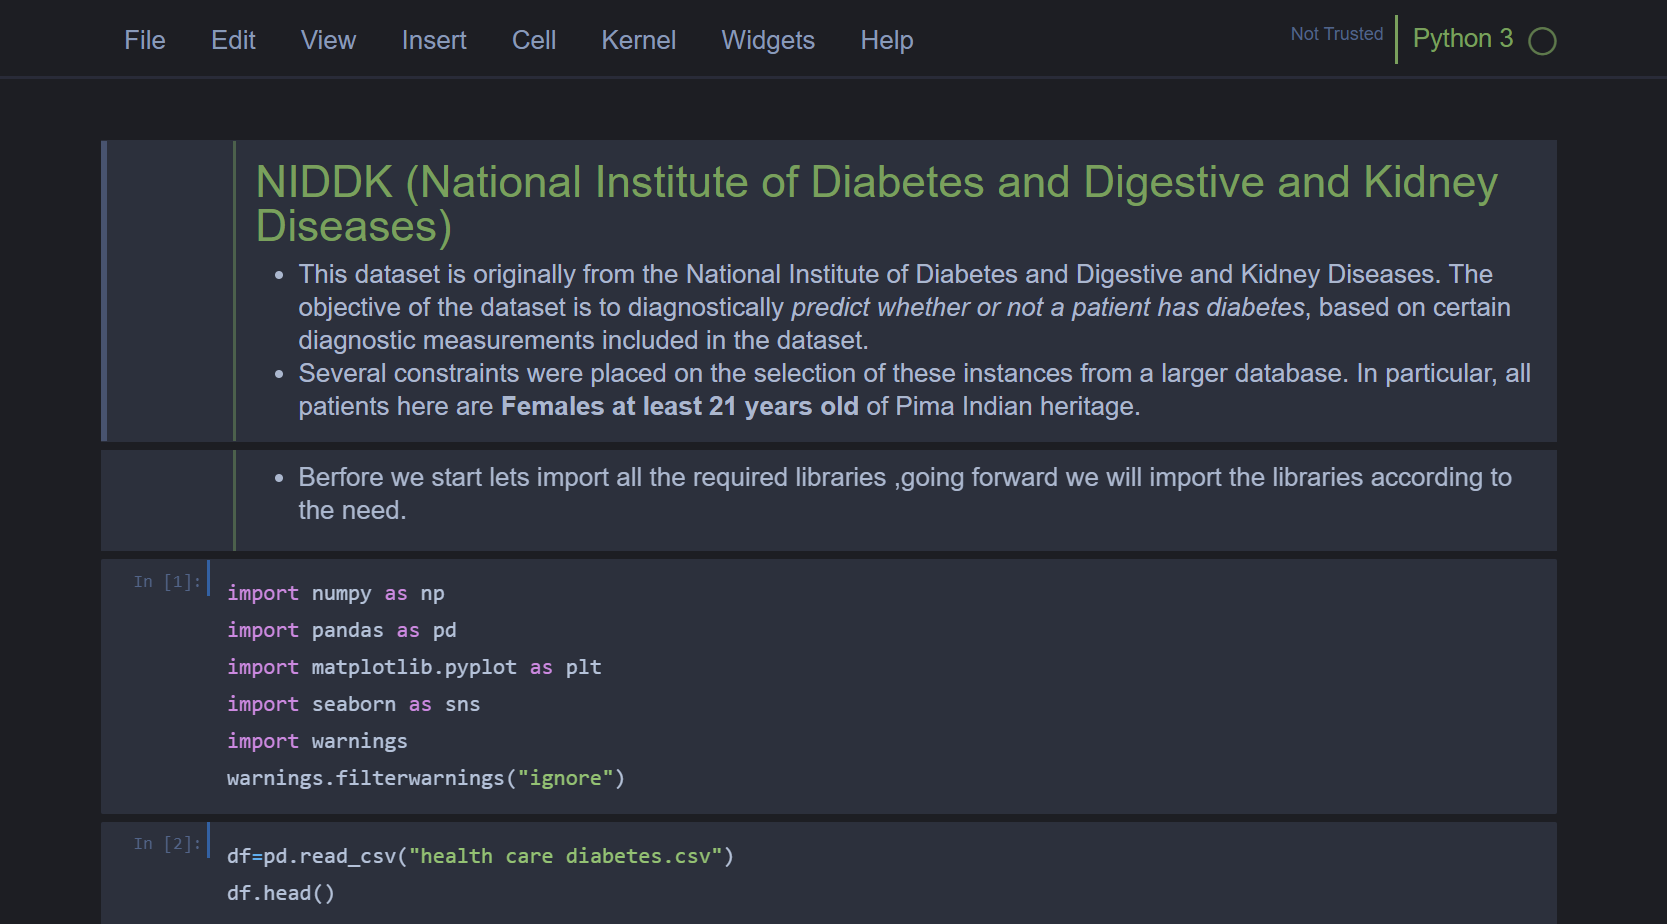 File Edit View Insert Cell Kernel Widgets Help Not Trusted Python 3
NIDDK (National Institute of Diabetes and Digestive and Kidney
Diseases)
• This dataset is originally from the National Institute of Diabetes and Digestive and Kidney Diseases. The
objective of the dataset is to diagnostically predict whether or not a patient has diabetes, based on certain
diagnostic measurements included in the dataset.
• Several constraints were placed on the selection of these instances from a larger database. In particular, all
patients here are Females at least 21 years old of Pima Indian heritage.
• Berfore we start lets import all the required libraries ,going forward we will import the libraries according to
the need.
In [1]:
import numpy as np
import pandas as pd
import matplotlib.pyplot as plt
import seaborn as sns
import warnings
warnings.filterwarnings("ignore")
In [2]:
df=pd.read_csv("health care diabetes.csv")
df.head()